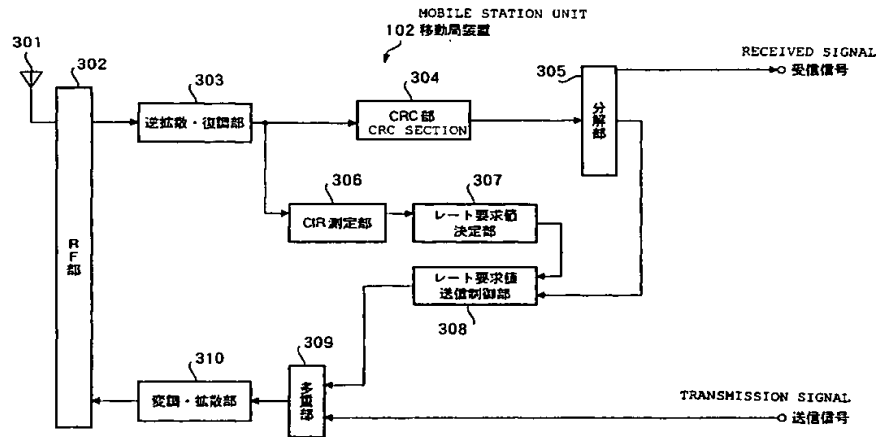 MOBILE STATION UNIT
102 移動局装置
301
302
303
304
305
RECEIVED SIGNAL
受信信号
逆拡散・復調部
CRC部
CRC SECTION
分解部
306
307
CIR測定部
レート要求値
決定部
RF部
レート要求値
送信制御部
308
309
310
変調・拡散部
多重部
TRANSMISSION SIGNAL
送信信号